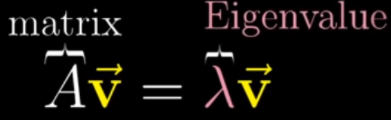 matrix Eigenvalue
A𝐯⃗ = λ𝐯⃗